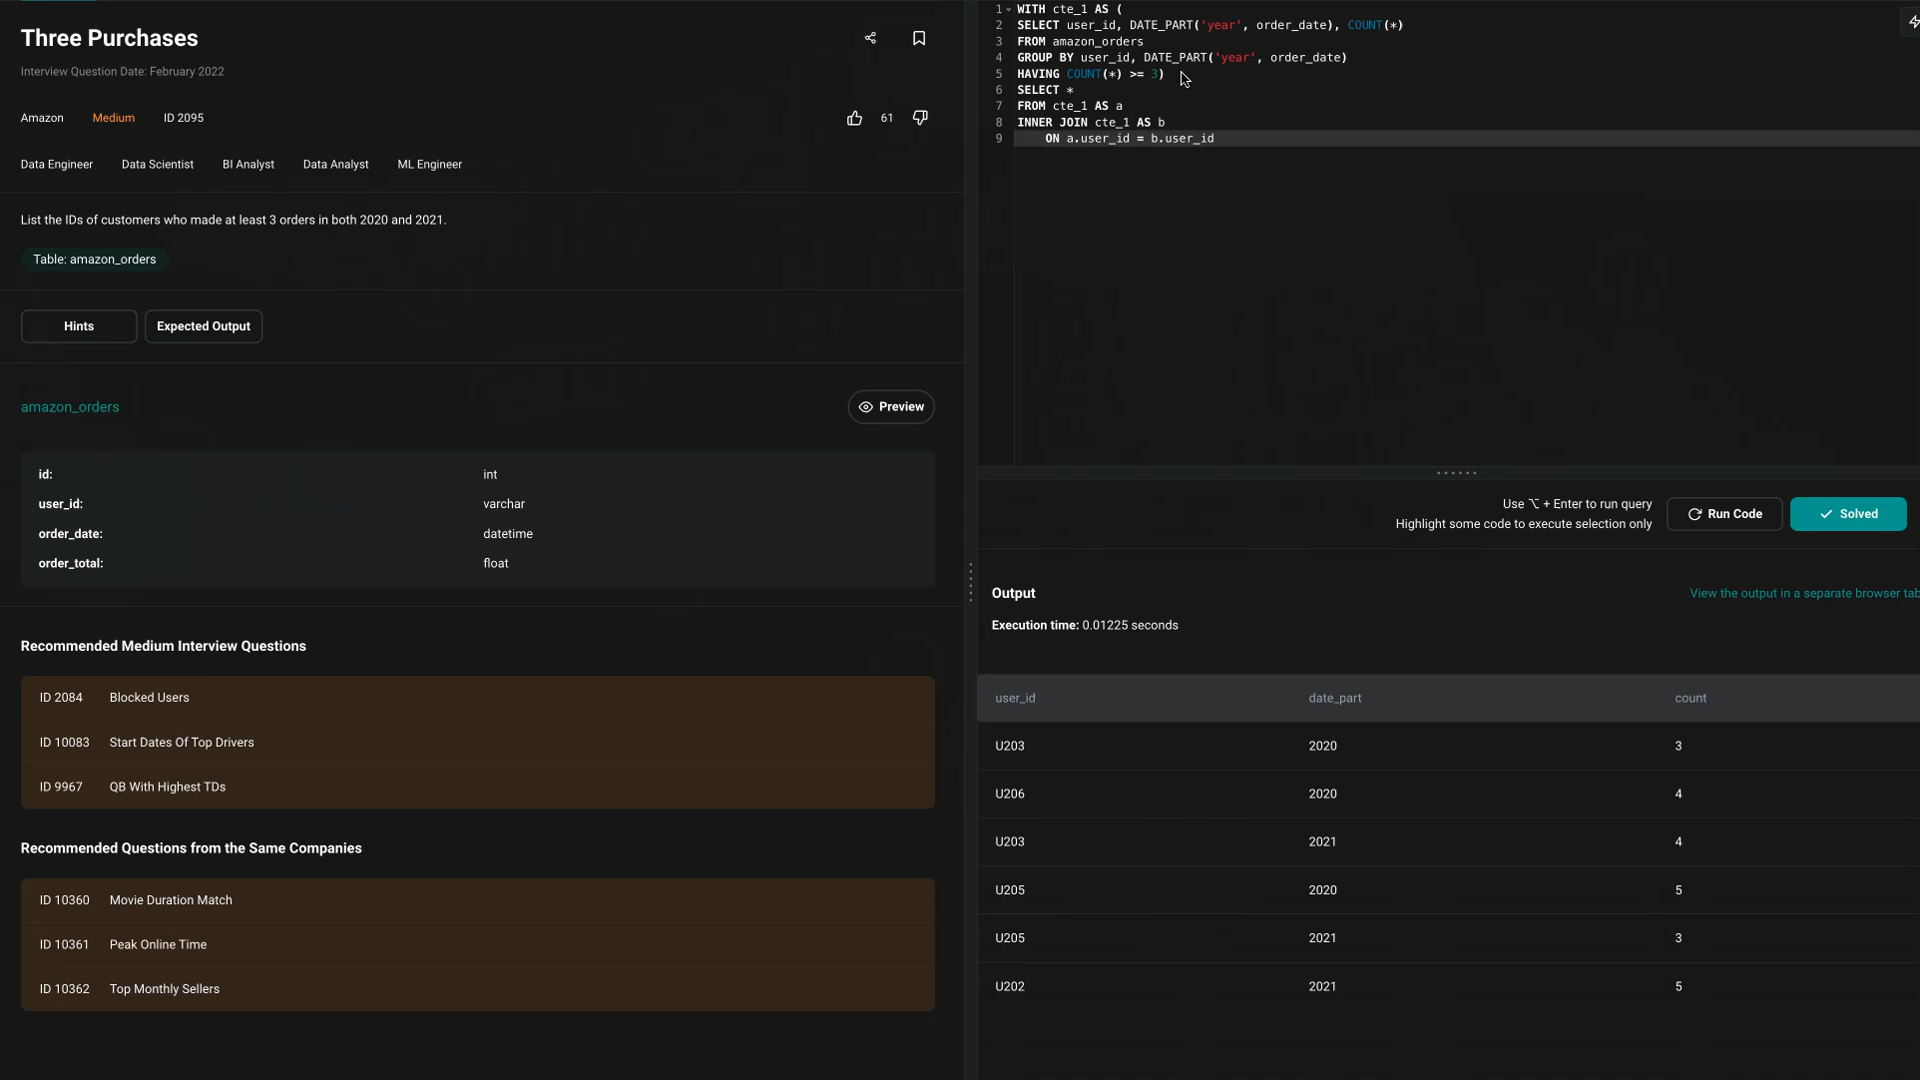 Three Purchases
Interview Question Date: February 2022
Amazon Medium ID 2095
61
Data Engineer Data Scientist BI Analyst Data Analyst ML Engineer
List the IDs of customers who made at least 3 orders in both 2020 and 2021.
Table: amazon_orders
Hints Expected Output
amazon_orders Preview
id: int
user_id: varchar
order_date: datetime
order_total: float
Recommended Medium Interview Questions
ID 2084 Blocked Users
ID 10083 Start Dates Of Top Drivers
ID 9967 QB With Highest TDs
Recommended Questions from the Same Companies
ID 10360 Movie Duration Match
ID 10361 Peak Online Time
ID 10362 Top Monthly Sellers
1 WITH cte_1 AS (
2 SELECT user_id, DATE_PART('year', order_date), COUNT(*)
3 FROM amazon_orders
4 GROUP BY user_id, DATE_PART('year', order_date)
5 HAVING COUNT(*) >= 3)
6 SELECT *
7 FROM cte_1 AS a
8 INNER JOIN cte_1 AS b
9 ON a.user_id = b.user_id
Use ⌥ + Enter to run query
Highlight some code to execute selection only
Run Code Solved
Output
View the output in a separate browser tab
Execution time: 0.01225 seconds
user_id date_part count
U203 2020 3
U206 2020 4
U203 2021 4
U205 2020 5
U205 2021 3
U202 2021 5